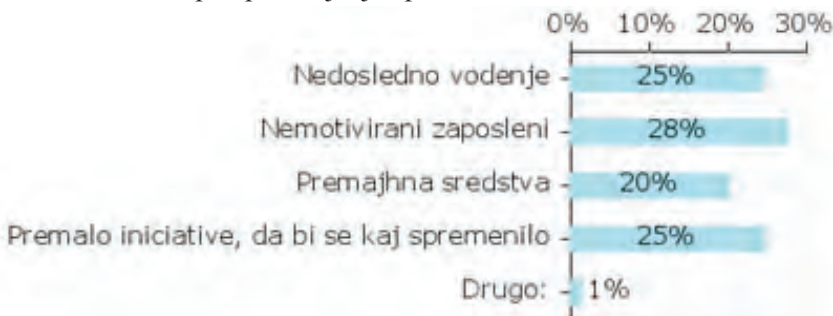 0% 10% 20% 30%
Nedosledno vodenje 25%
Nemotivirani zaposleni 28%
Premajhna sredstva 20%
Premalo iniciative, da bi se kaj spremenilo 25%
Drugo: 1%